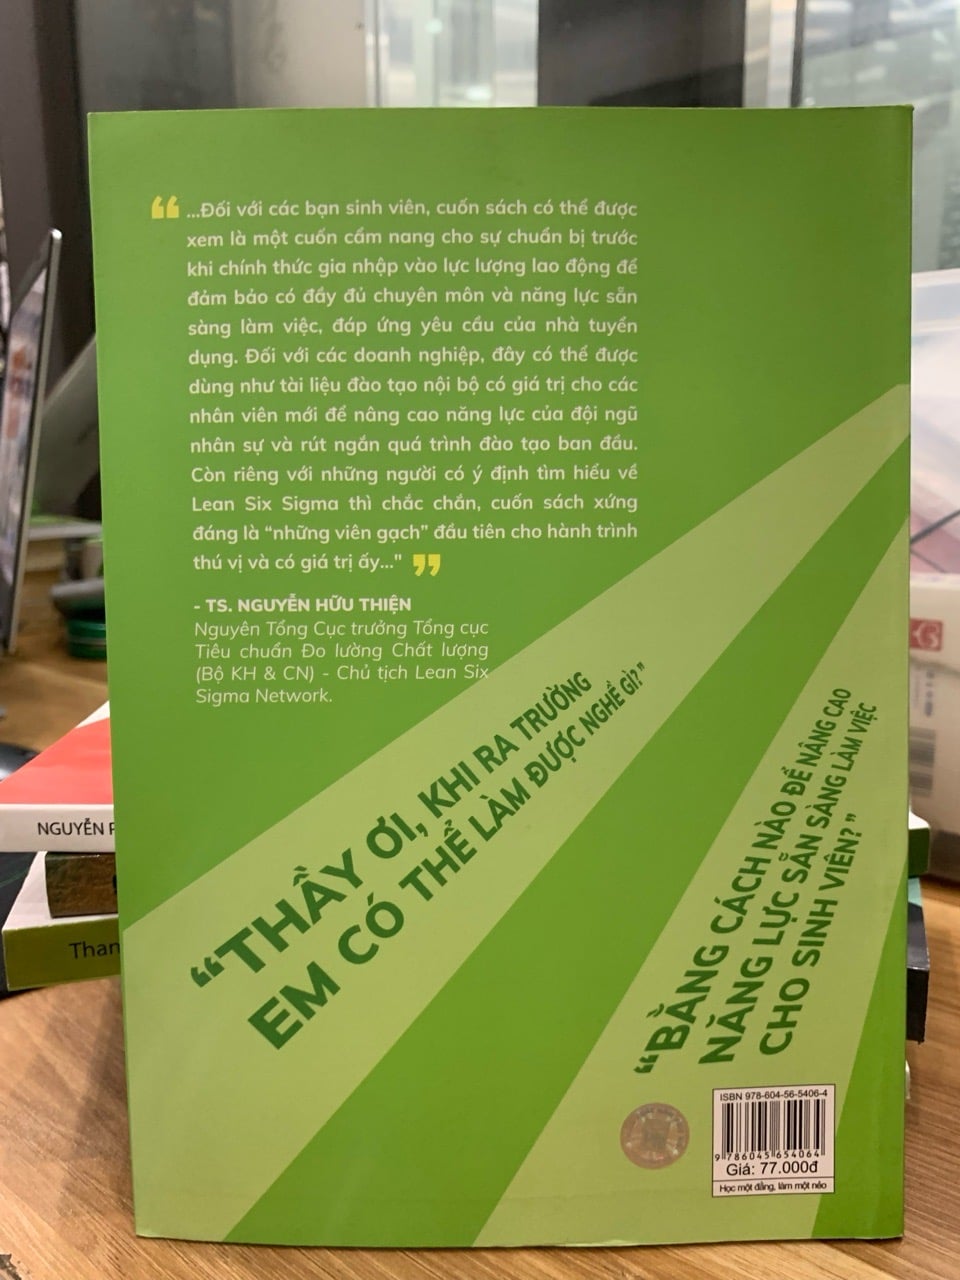 “ ...Đối với các bạn sinh viên, cuốn sách có thể được
xem là một cuốn cẩm nang cho sự chuẩn bị trước
khi chính thức gia nhập vào lực lượng lao động để
đảm bảo có đầy đủ chuyên môn và năng lực sẵn
sàng làm việc, đáp ứng yêu cầu của nhà tuyển
dụng. Đối với các doanh nghiệp, đây có thể được
dùng như tài liệu đào tạo nội bộ có giá trị cho các
nhân viên mới để nâng cao năng lực của đội ngũ
nhân sự và rút ngắn quá trình đào tạo ban đầu.
Còn riêng với những người có ý định tìm hiểu về
Lean Six Sigma thì chắc chắn, cuốn sách xứng
đáng là “những viên gạch” đầu tiên cho hành trình
thú vị và có giá trị ấy..." ”
- TS. NGUYỄN HỮU THIỆN
Nguyên Tổng Cục trưởng Tổng cục
Tiêu chuẩn Đo lường Chất lượng
(Bộ KH & CN) - Chủ tịch Lean Six
Sigma Network.
“THẦY ƠI, KHI RA TRƯỜNG
EM CÓ THỂ LÀM ĐƯỢC NGHỀ GÌ?”
“BẰNG CÁCH NÀO ĐỂ NÂNG CAO
NĂNG LỰC SẴN SÀNG LÀM VIỆC
CHO SINH VIÊN?”
ISBN 978-604-56-5406-4
9 786045 654064
Giá: 77.000đ
Học một đằng, làm một nẻo
NGUYỄN
Than